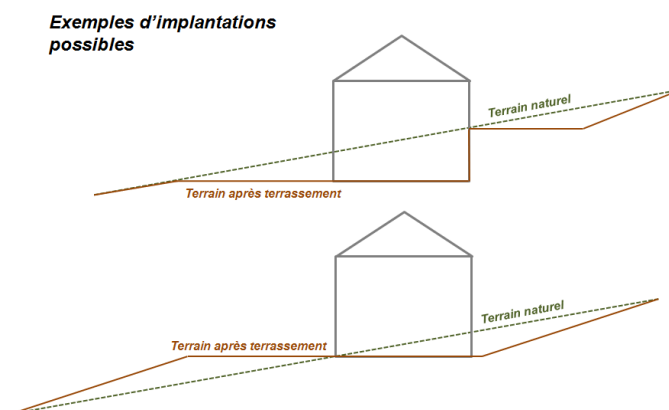 Exemples d’implantations
possibles
Terrain naturel
Terrain après terrassement
Terrain naturel
Terrain après terrassement